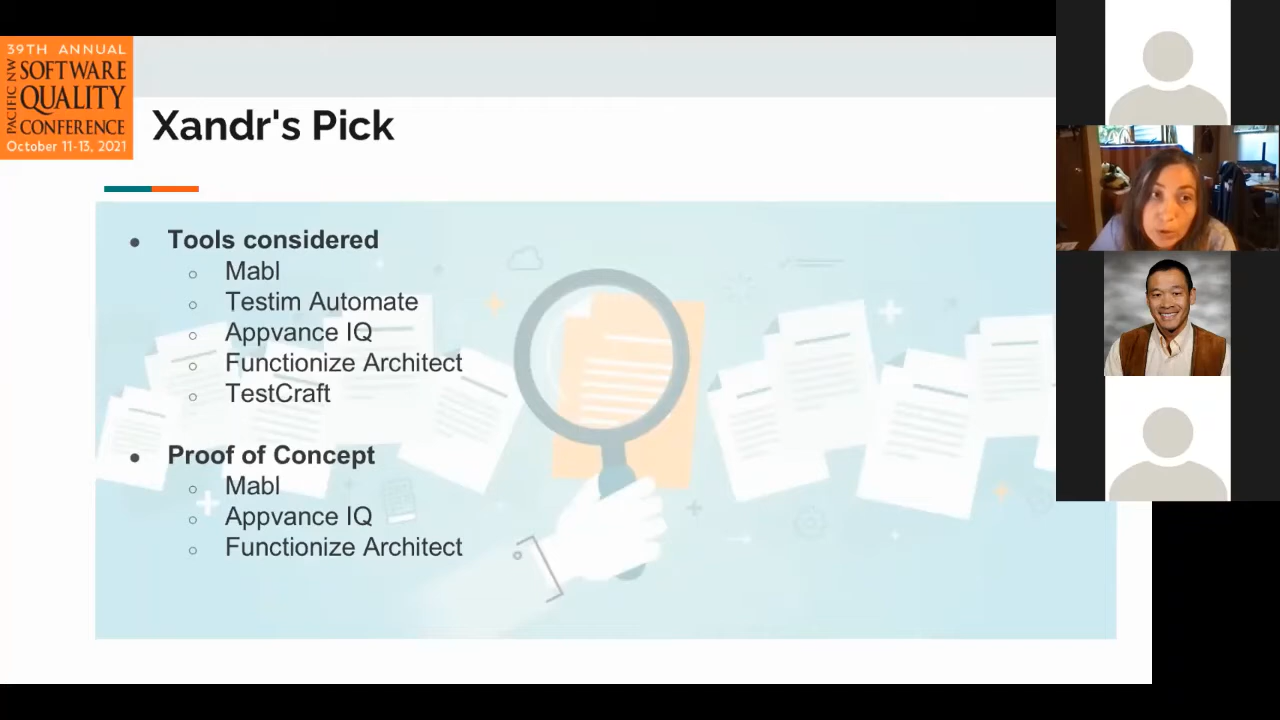 39TH ANNUAL
PACIFIC NW
SOFTWARE
QUALITY
CONFERENCE
October 11-13, 2021
Xandr's Pick
● Tools considered
○ Mabl
○ Testim Automate
○ Appvance IQ
○ Functionize Architect
○ TestCraft
● Proof of Concept
○ Mabl
○ Appvance IQ
○ Functionize Architect